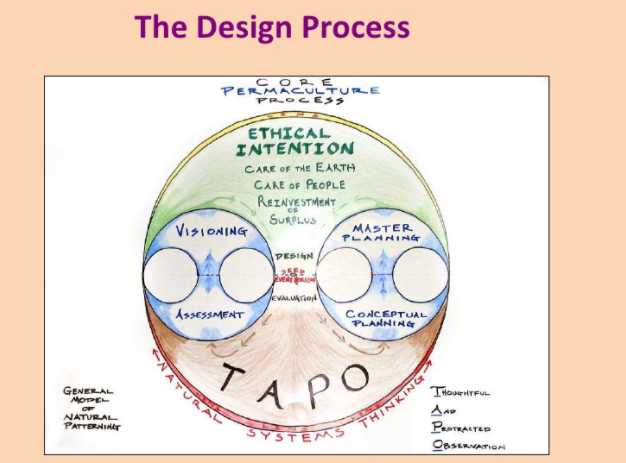 The Design Process
CORE
PERMACULTURE
PROCESS
LENS
ETHICAL
INTENTION
CARE OF THE EARTH
CARE OF PEOPLE
REINVESTMENT
OF
SURPLUS
VISIONING
MASTER
PLANNING
DESIGN
EVALUATION
ASSESSMENT
CONCEPTUAL
PLANNING
TAPO
NATURAL SYSTEMS THINKING
GENERAL
MODEL
OF
NATURAL
PATTERNING
THOUGHTFUL
AND
PROTRACTED
OBSERVATION